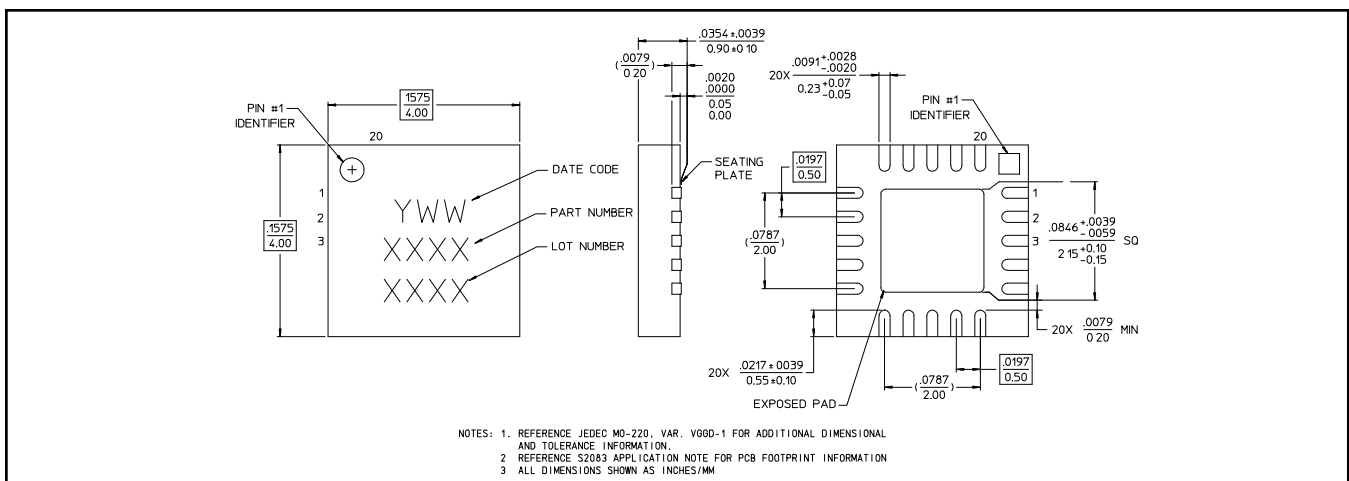 PIN #1
IDENTIFIER
.1575
4.00
20
.1575
4.00
1
2
3
YWW
XXXX
XXXX
DATE CODE
PART NUMBER
LOT NUMBER
.0354±.0039
0.90±0 10
(.0079
0 20)
.0020
.0000
0.05
0.00
SEATING
PLATE
20X .0091 +.0028
-.0020
0.23 +0.07
-0.05
PIN #1
IDENTIFIER
20
.0197
0.50
(.0787
2.00)
1
2
3
.0846 +.0039
-.0059 SQ
2 15 +0.10
-0.15
20X .0079 MIN
0 20
20X .0217±0039
0.55±0.10
(.0787
2.00)
.0197
0.50
EXPOSED PAD
NOTES: 1. REFERENCE JEDEC MO-220, VAR. VGGD-1 FOR ADDITIONAL DIMENSIONAL
AND TOLERANCE INFORMATION.
2 REFERENCE S2083 APPLICATION NOTE FOR PCB FOOTPRINT INFORMATION
3 ALL DIMENSIONS SHOWN AS INCHES/MM